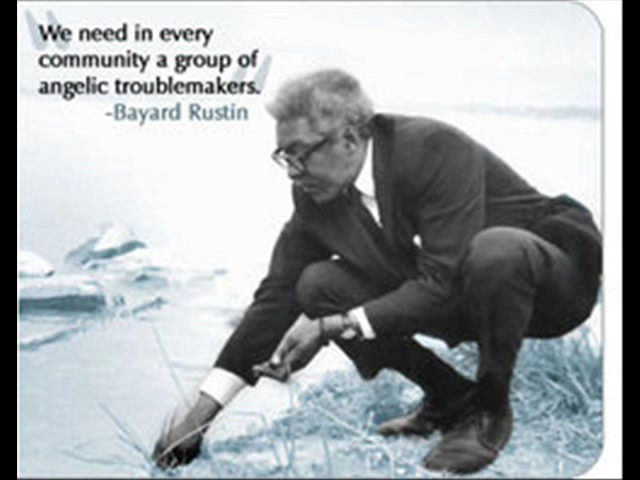 "We need in every
community a group of
angelic troublemakers."
-Bayard Rustin